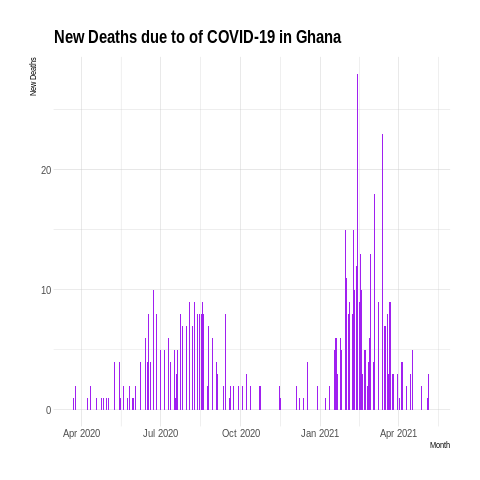 New Deaths due to of COVID-19 in Ghana
New Deaths
20
10
0
Apr 2020 Jul 2020 Oct 2020 Jan 2021 Apr 2021
Month